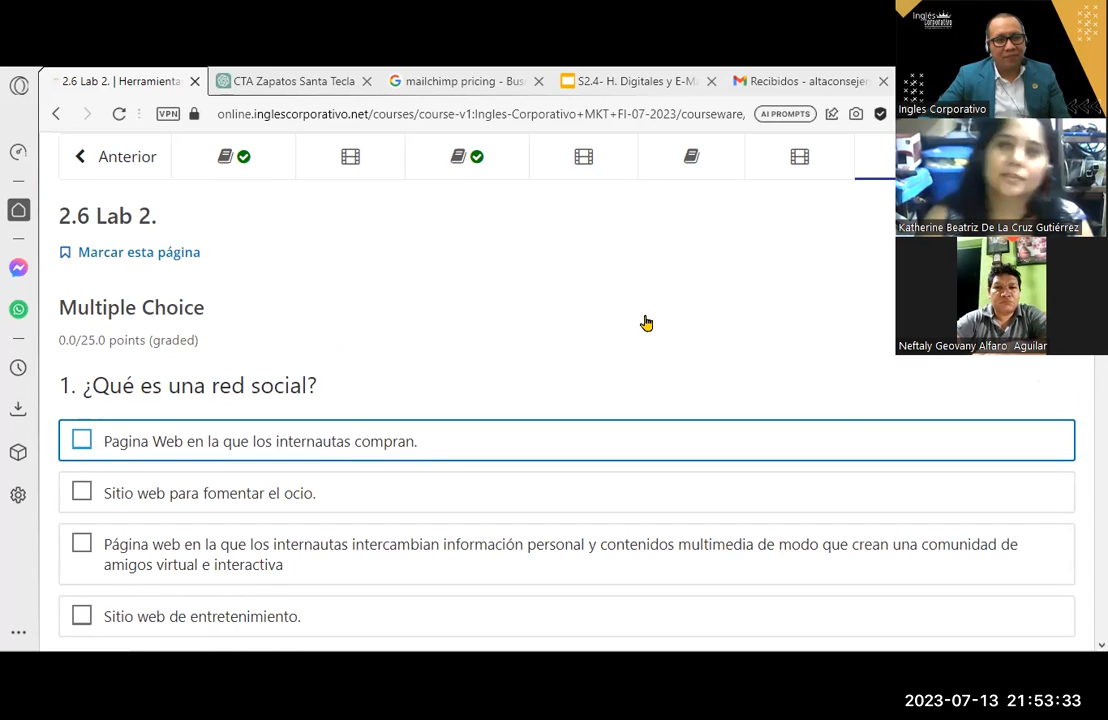 2.6 Lab 2. | Herramienta
CTA Zapatos Santa Tecla
mailchimp pricing - Bus
S2.4- H. Digitales y E-Ma
Recibidos - altaconsejer
VPN
online.inglescorporativo.net/courses/course-v1:Ingles-Corporativo+MKT+FI-07-2023/courseware,
AI PROMPTS
Anterior
2.6 Lab 2.
Marcar esta página
Multiple Choice
0.0/25.0 points (graded)
1. ¿Qué es una red social?
Pagina Web en la que los internautas compran.
Sitio web para fomentar el ocio.
Página web en la que los internautas intercambian información personal y contenidos multimedia de modo que crean una comunidad de
amigos virtual e interactiva
Sitio web de entretenimiento.
Inglés
Corporativo
Ingles Corporativo
Katherine Beatriz De La Cruz Gutiérrez
Neftaly Geovany Alfaro Aguilar
2023-07-13 21:53:33